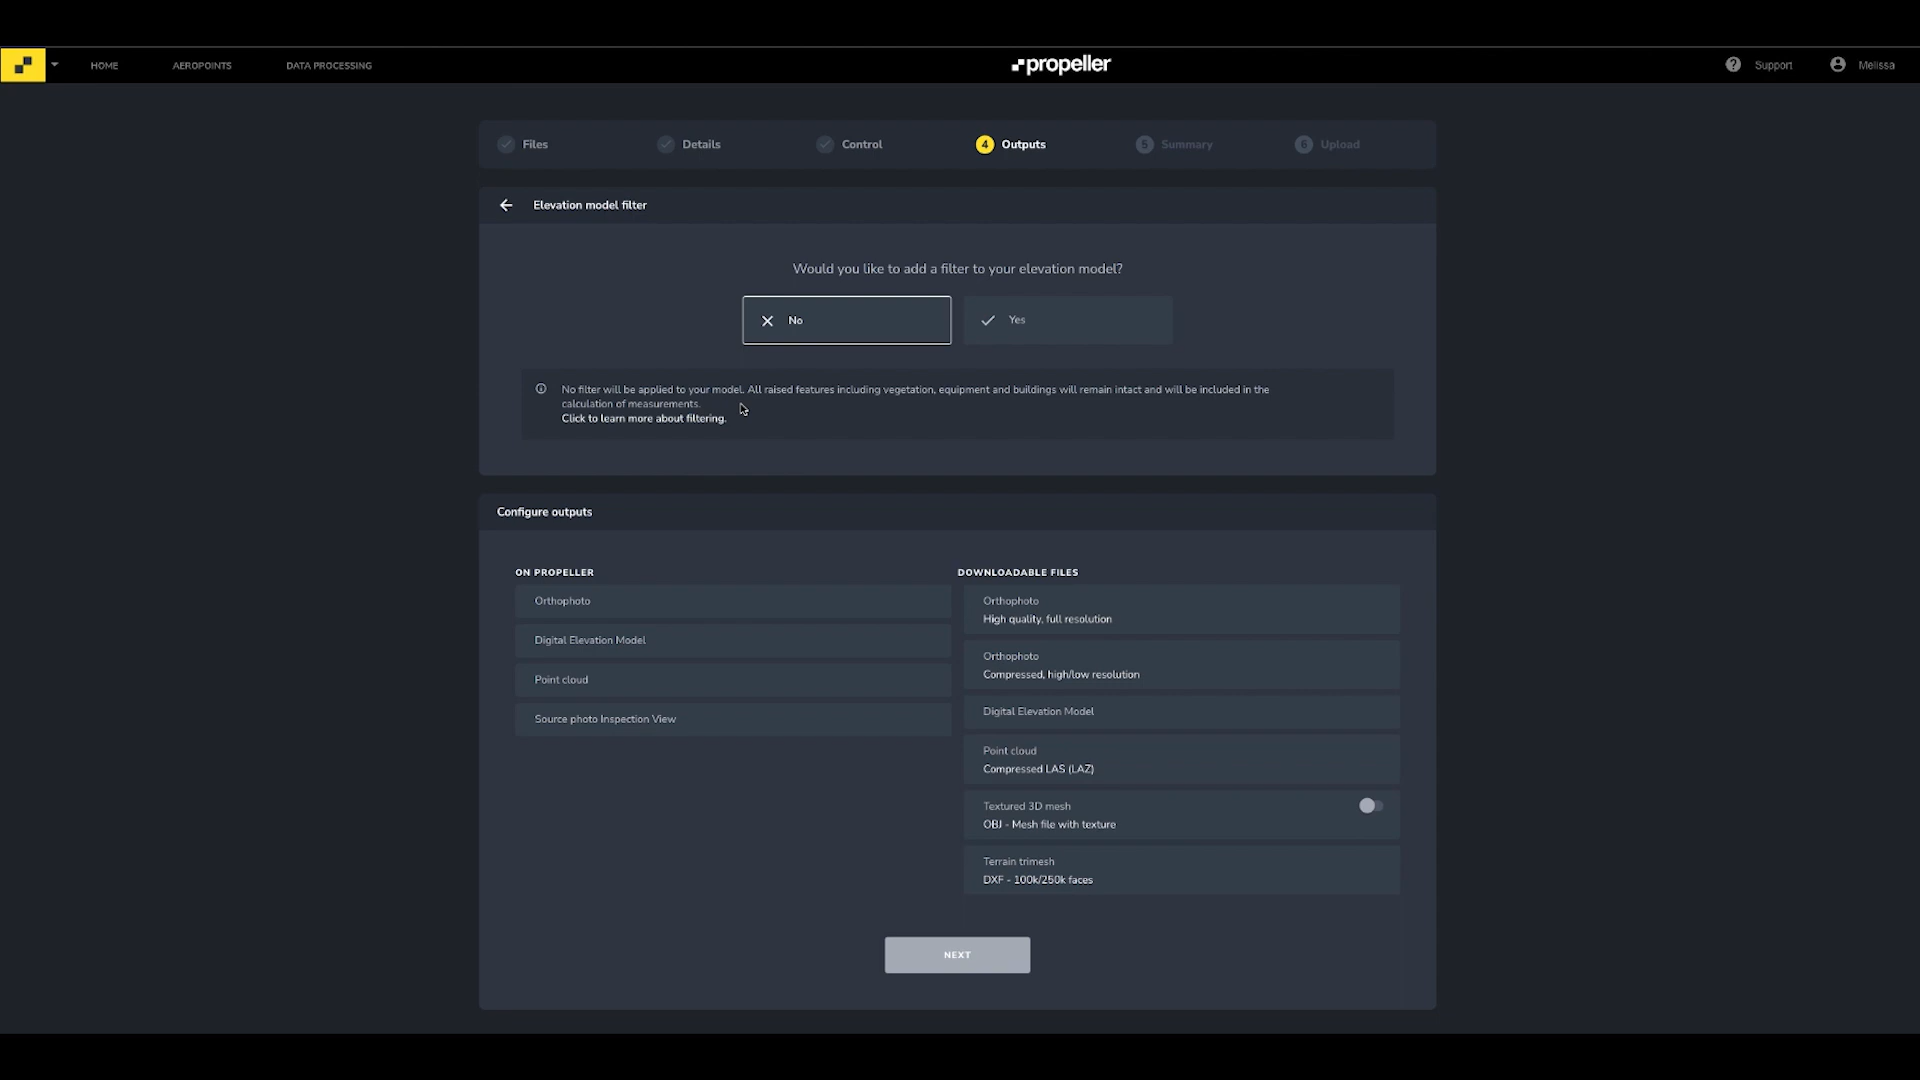 HOME
AEROPOINTS
DATA PROCESSING
propeller
Support
Melissa
Files
Details
Control
4 Outputs
5 Summary
6 Upload
Elevation model filter
Would you like to add a filter to your elevation model?
No
Yes
No filter will be applied to your model. All raised features including vegetation, equipment and buildings will remain intact and will be included in the
calculation of measurements.
Click to learn more about filtering.
Configure outputs
ON PROPELLER
Orthophoto
Digital Elevation Model
Point cloud
Source photo Inspection View
DOWNLOADABLE FILES
Orthophoto
High quality, full resolution
Orthophoto
Compressed, high/low resolution
Digital Elevation Model
Point cloud
Compressed LAS (LAZ)
Textured 3D mesh
OBJ - Mesh file with texture
Terrain trimesh
DXF - 100k/250k faces
NEXT